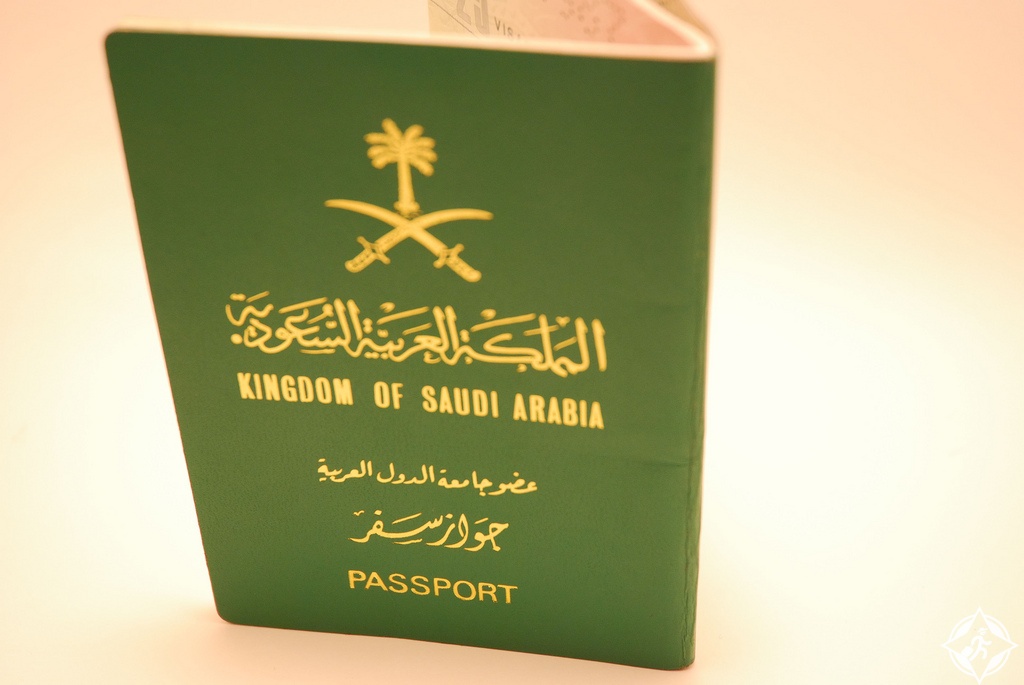 المملكة العربية السعودية
KINGDOM OF SAUDI ARABIA
عضو جامعة الدول العربية
جواز سفر
PASSPORT